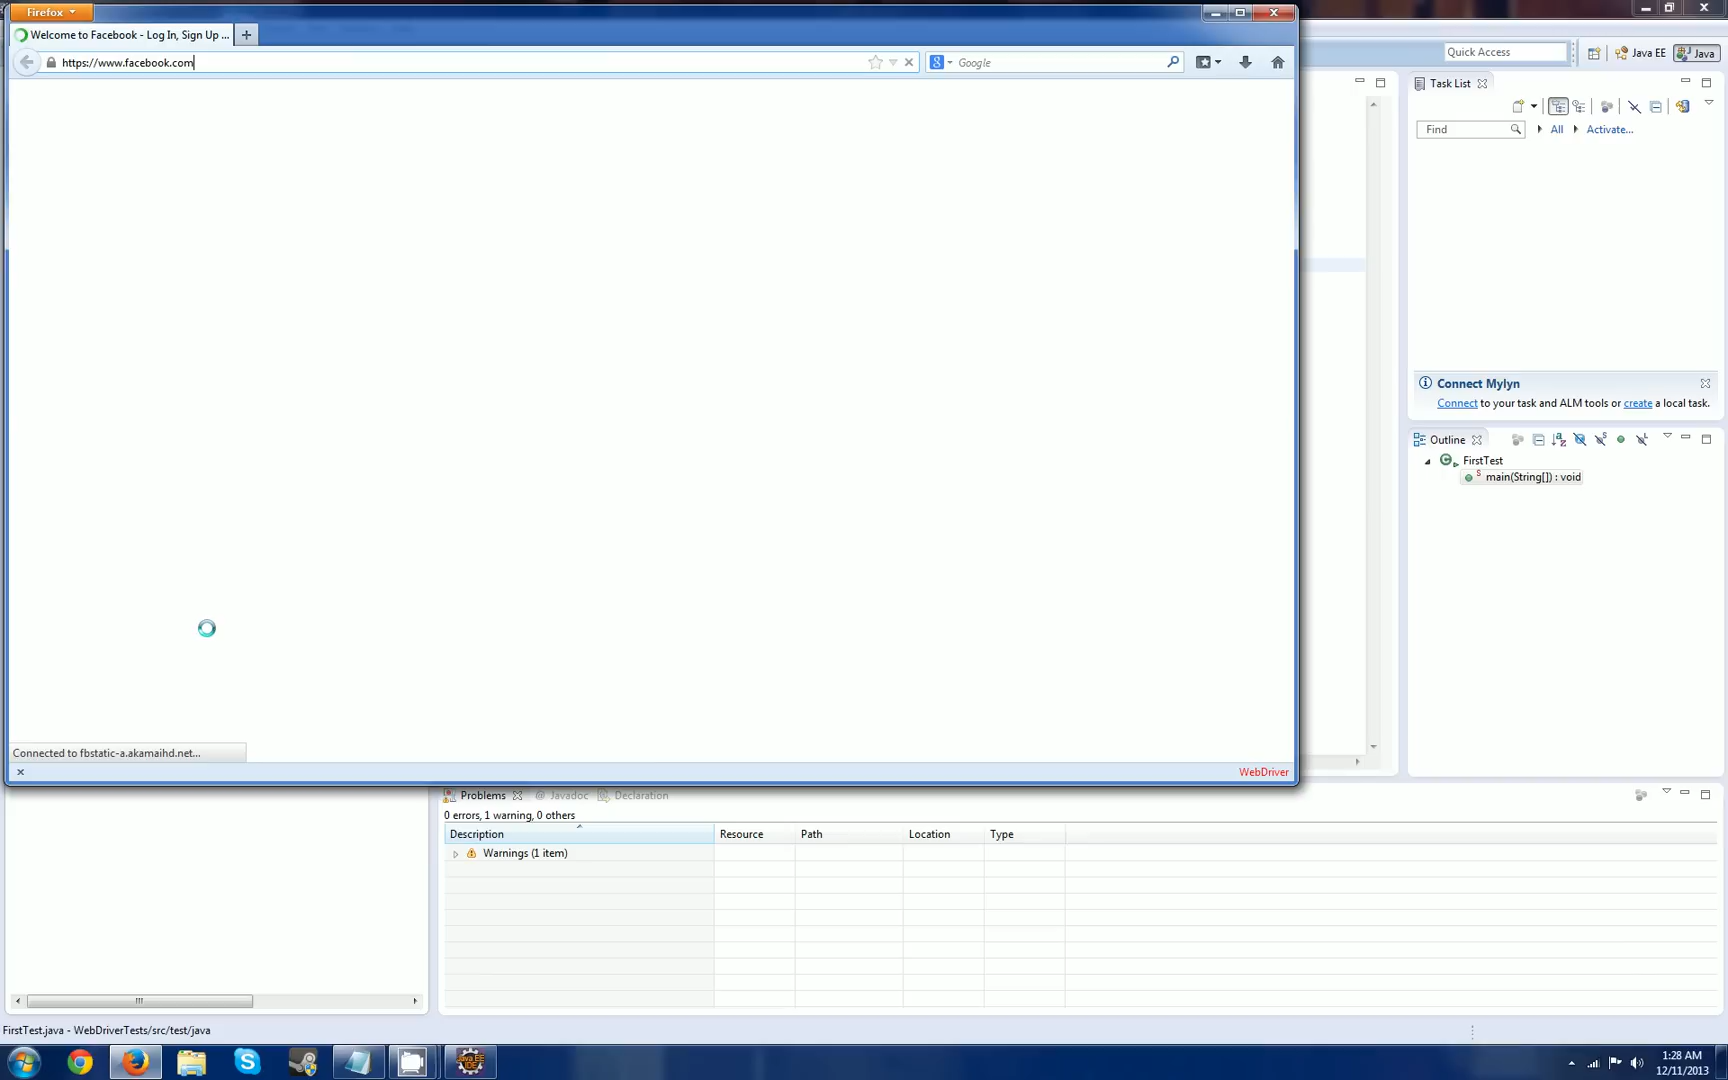 Firefox
Welcome to Facebook - Log In, Sign Up ...
https://www.facebook.com
Google
Quick Access
Java EE
Java
Task List
Find
All
Activate...
Connect Mylyn
Connect to your task and ALM tools or create a local task.
Outline
FirstTest
main(String[]) : void
Connected to fbstatic-a.akamaihd.net...
WebDriver
Problems
@ Javadoc
Declaration
0 errors, 1 warning, 0 others
Description
Resource
Path
Location
Type
Warnings (1 item)
FirstTest.java - WebDriverTests/src/test/java
1:28 AM
12/11/2013